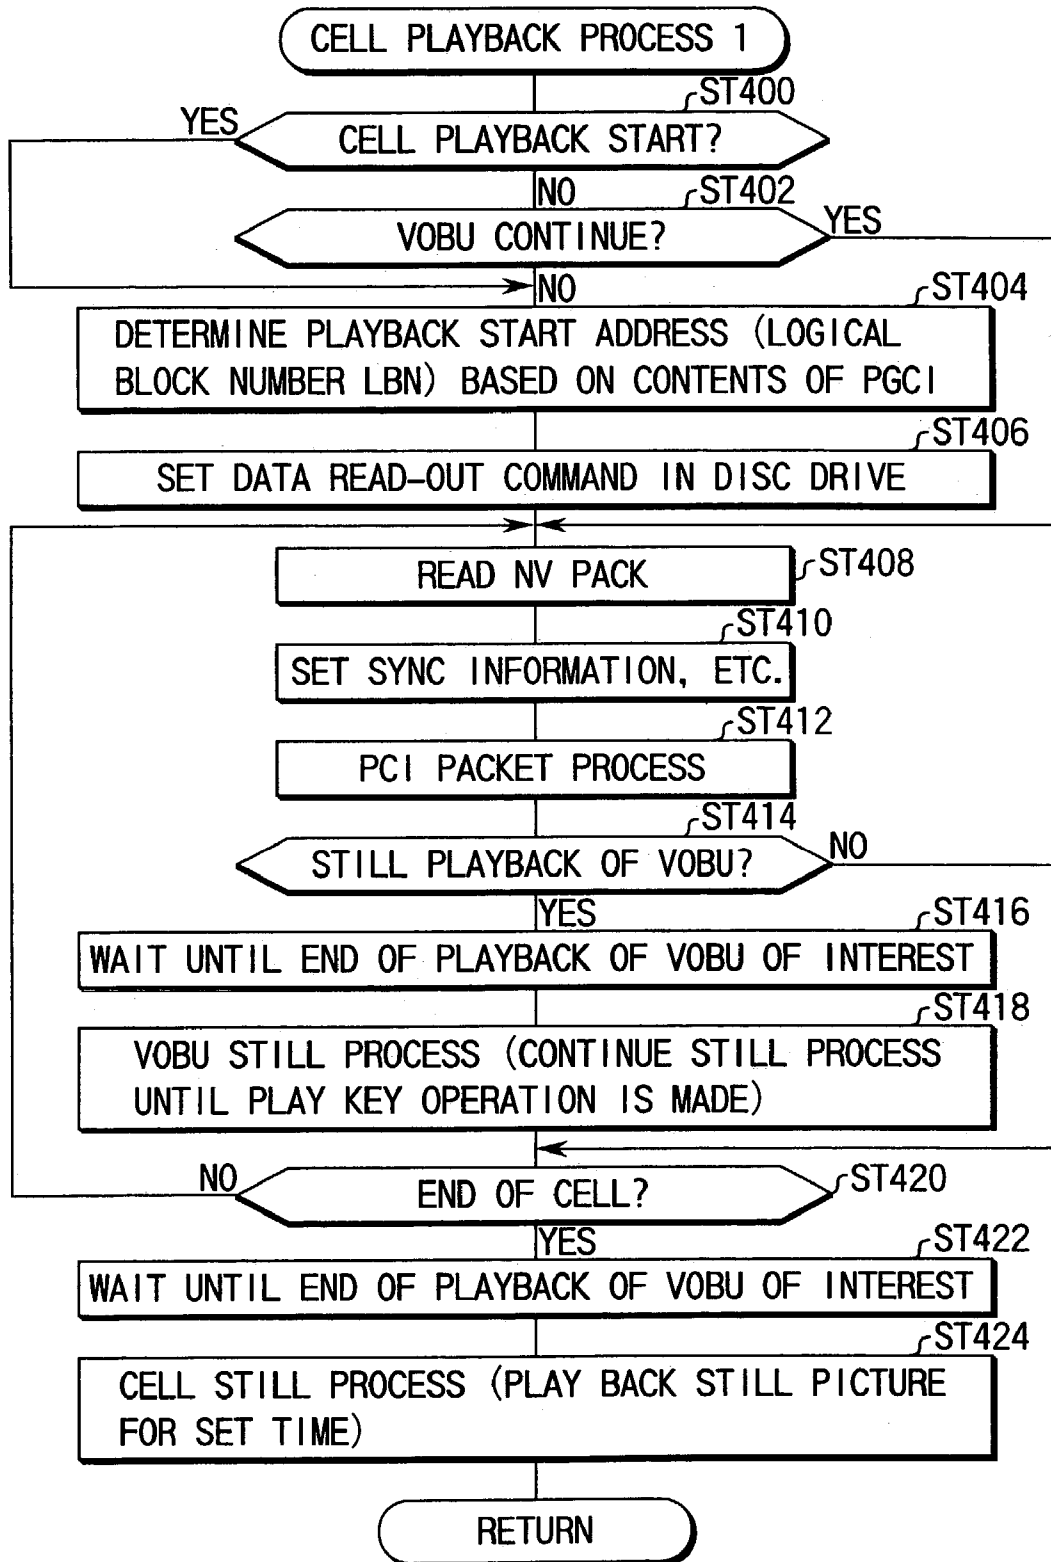 CELL PLAYBACK PROCESS 1
ST400
YES
CELL PLAYBACK START?
NO
ST402
VOBU CONTINUE?
YES
NO
ST404
DETERMINE PLAYBACK START ADDRESS (LOGICAL
BLOCK NUMBER LBN) BASED ON CONTENTS OF PGCI
ST406
SET DATA READ-OUT COMMAND IN DISC DRIVE
READ NV PACK
ST408
ST410
SET SYNC INFORMATION, ETC.
ST412
PCI PACKET PROCESS
ST414
STILL PLAYBACK OF VOBU?
NO
YES
ST416
WAIT UNTIL END OF PLAYBACK OF VOBU OF INTEREST
ST418
VOBU STILL PROCESS (CONTINUE STILL PROCESS
UNTIL PLAY KEY OPERATION IS MADE)
NO
END OF CELL?
ST420
YES
ST422
WAIT UNTIL END OF PLAYBACK OF VOBU OF INTEREST
ST424
CELL STILL PROCESS (PLAY BACK STILL PICTURE
FOR SET TIME)
RETURN